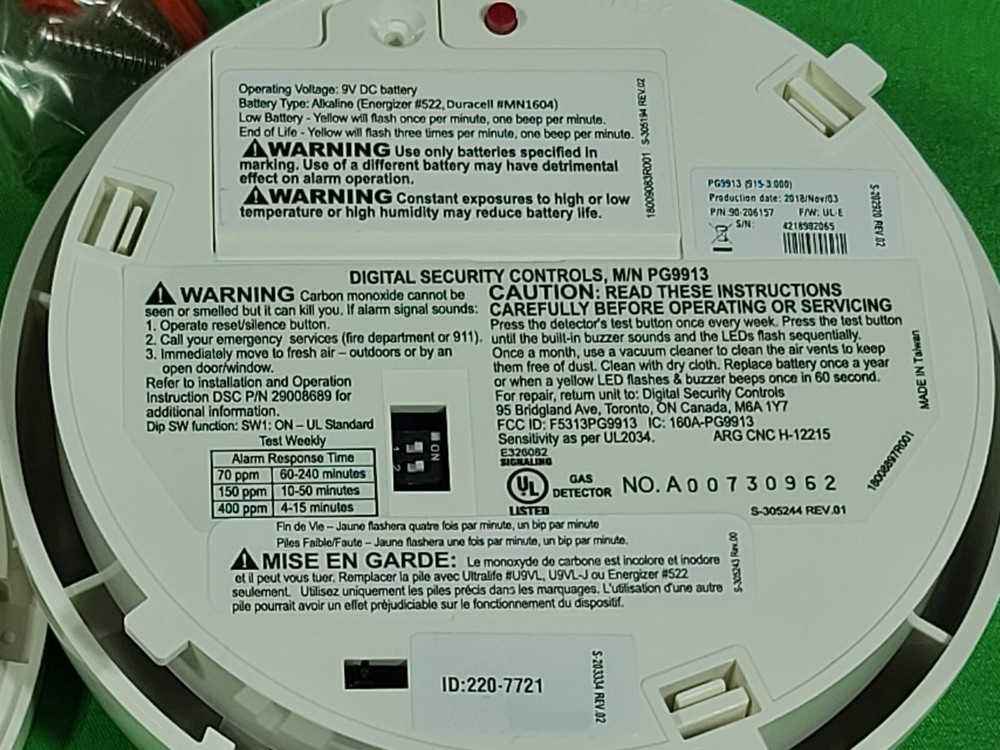 Operating Voltage: 9V DC battery
Battery Type: Alkaline (Energizer #522, Duracell #MN1604)
Low Battery - Yellow will flash once per minute, one beep per minute.
End of Life - Yellow will flash three times per minute, one beep per minute.
WARNING Use only batteries specified in
marking. Use of a different battery may have detrimental
effect on alarm operation.
WARNING Constant exposures to high or low
temperature or high humidity may reduce battery life.
18009083R001 S-305194 REV.02
PG9913 (915-3.000)
Production date: 2018/Nov/03
P/N 90-206157 F/W: UL-E
S/N: 4218902065
S-202920 REV 02
DIGITAL SECURITY CONTROLS, M/N PG9913
WARNING Carbon monoxide cannot be
seen or smelled but it can kill you. If alarm signal sounds:
1. Operate reset/silence button.
2. Call your emergency services (fire department or 911).
3. Immediately move to fresh air – outdoors or by an
open door/window.
Refer to installation and Operation
Instruction DSC P/N 29008689 for
additional information.
Dip SW function: SW1: ON – UL Standard
Test Weekly
Alarm Response Time
70 ppm 60-240 minutes
150 ppm 10-50 minutes
400 ppm 4-15 minutes
ON
1 2
CAUTION: READ THESE INSTRUCTIONS
CAREFULLY BEFORE OPERATING OR SERVICING
Press the detector's test button once every week. Press the test button
until the built-in buzzer sounds and the LEDs flash sequentially.
Once a month, use a vacuum cleaner to clean the air vents to keep
them free of dust. Clean with dry cloth. Replace battery once a year
or when a yellow LED flashes & buzzer beeps once in 60 second.
For repair, return unit to: Digital Security Controls
95 Bridgland Ave, Toronto, ON Canada, M6A 1Y7
FCC ID: F5313PG9913 IC: 160A-PG9913
Sensitivity as per UL2034. ARG CNC H-12215
E326062
SIGNALING
UL
LISTED
GAS
DETECTOR
NO. A00730962
S-305244 REV.01
MADE IN Taiwan
18008897R001
Fin de Vie – Jaune flashera quatre fois par minute, un bip par minute
Piles Faible/Faute – Jaune flashera une fois par minute, un bip par minute.
MISE EN GARDE: Le monoxyde de carbone est incolore et inodore
et il peut vous tuer. Remplacer la pile avec Ultralife #U9VL, U9VL-J ou Energizer #522
seulement. Utilisez uniquement les piles précis dans les marquages. L'utilisation d'une autre
pile pourrait avoir un effet préjudiciable sur le fonctionnement du dispositif.
S-305243 Rev.00
ID:220-7721
S-203334 REV.02